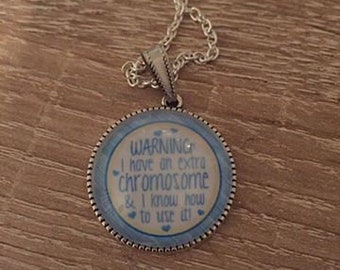 WARNING:
I have an extra
chromosome
& I know how
to use it!